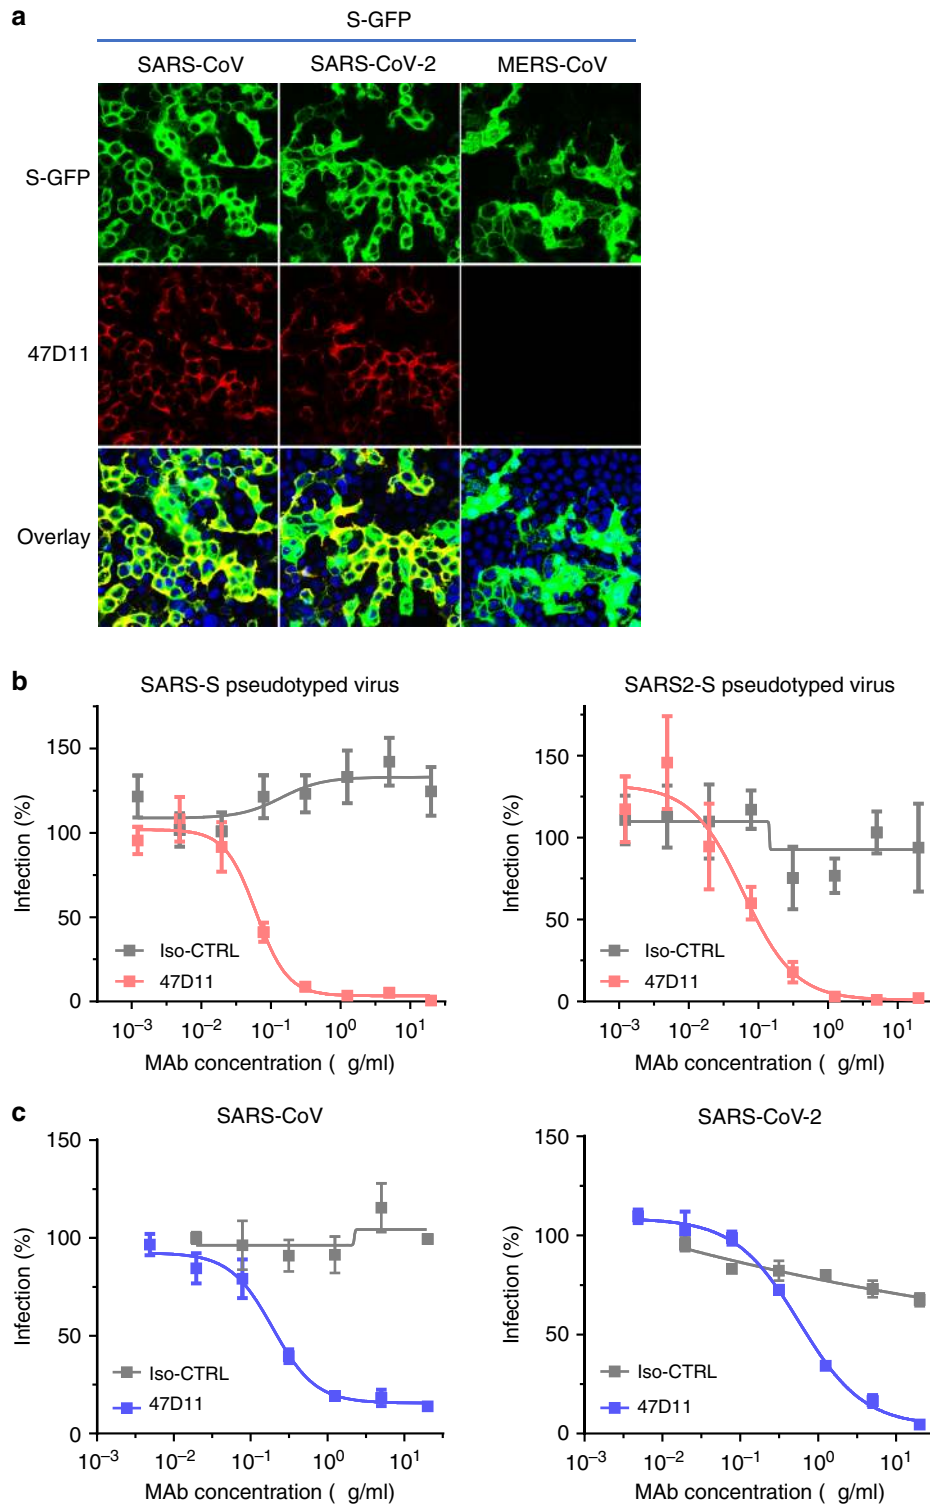 a
S-GFP
SARS-CoV SARS-CoV-2 MERS-CoV
S-GFP
47D11
Overlay
b
SARS-S pseudotyped virus
Infection (%)
150
100
50
0
Iso-CTRL
47D11
10–3 10–2 10–1 100 101
MAb concentration ( g/ml)
SARS2-S pseudotyped virus
Infection (%)
150
100
50
0
Iso-CTRL
47D11
10–3 10–2 10–1 100 101
MAb concentration ( g/ml)
c
SARS-CoV
Infection (%)
150
100
50
0
Iso-CTRL
47D11
10–3 10–2 10–1 100 101
MAb concentration ( g/ml)
SARS-CoV-2
Infection (%)
150
100
50
0
Iso-CTRL
47D11
10–3 10–2 10–1 100 101
MAb concentration ( g/ml)